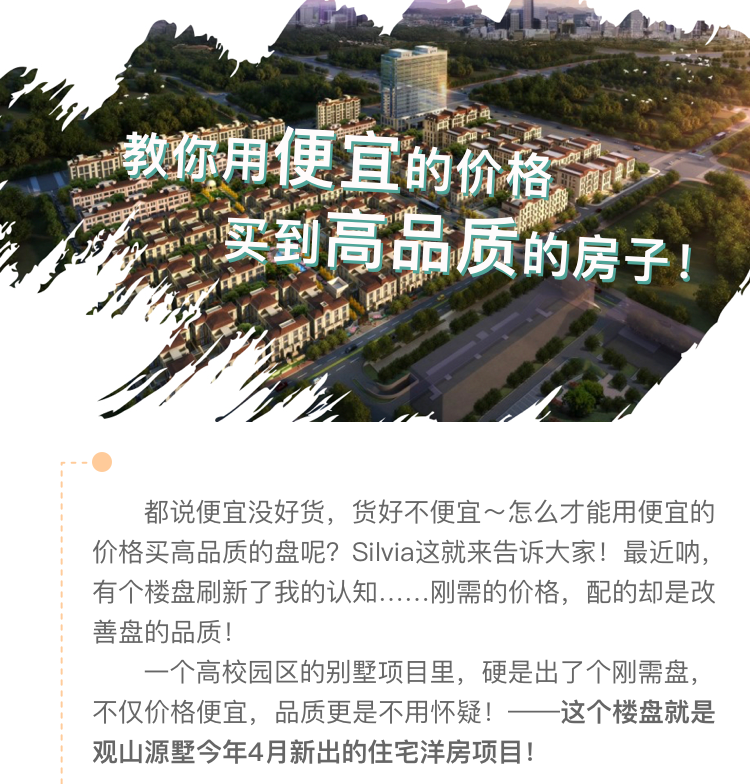 教你用便宜的价格
买到高品质的房子！
都说便宜没好货，货好不便宜～怎么才能用便宜的
价格买高品质的盘呢？Silvia这就来告诉大家！最近呐，
有个楼盘刷新了我的认知……刚需的价格，配的却是改
善盘的品质！
一个高校园区的别墅项目里，硬是出了个刚需盘，
不仅价格便宜，品质更是不用怀疑！——这个楼盘就是
观山源墅今年4月新出的住宅洋房项目！